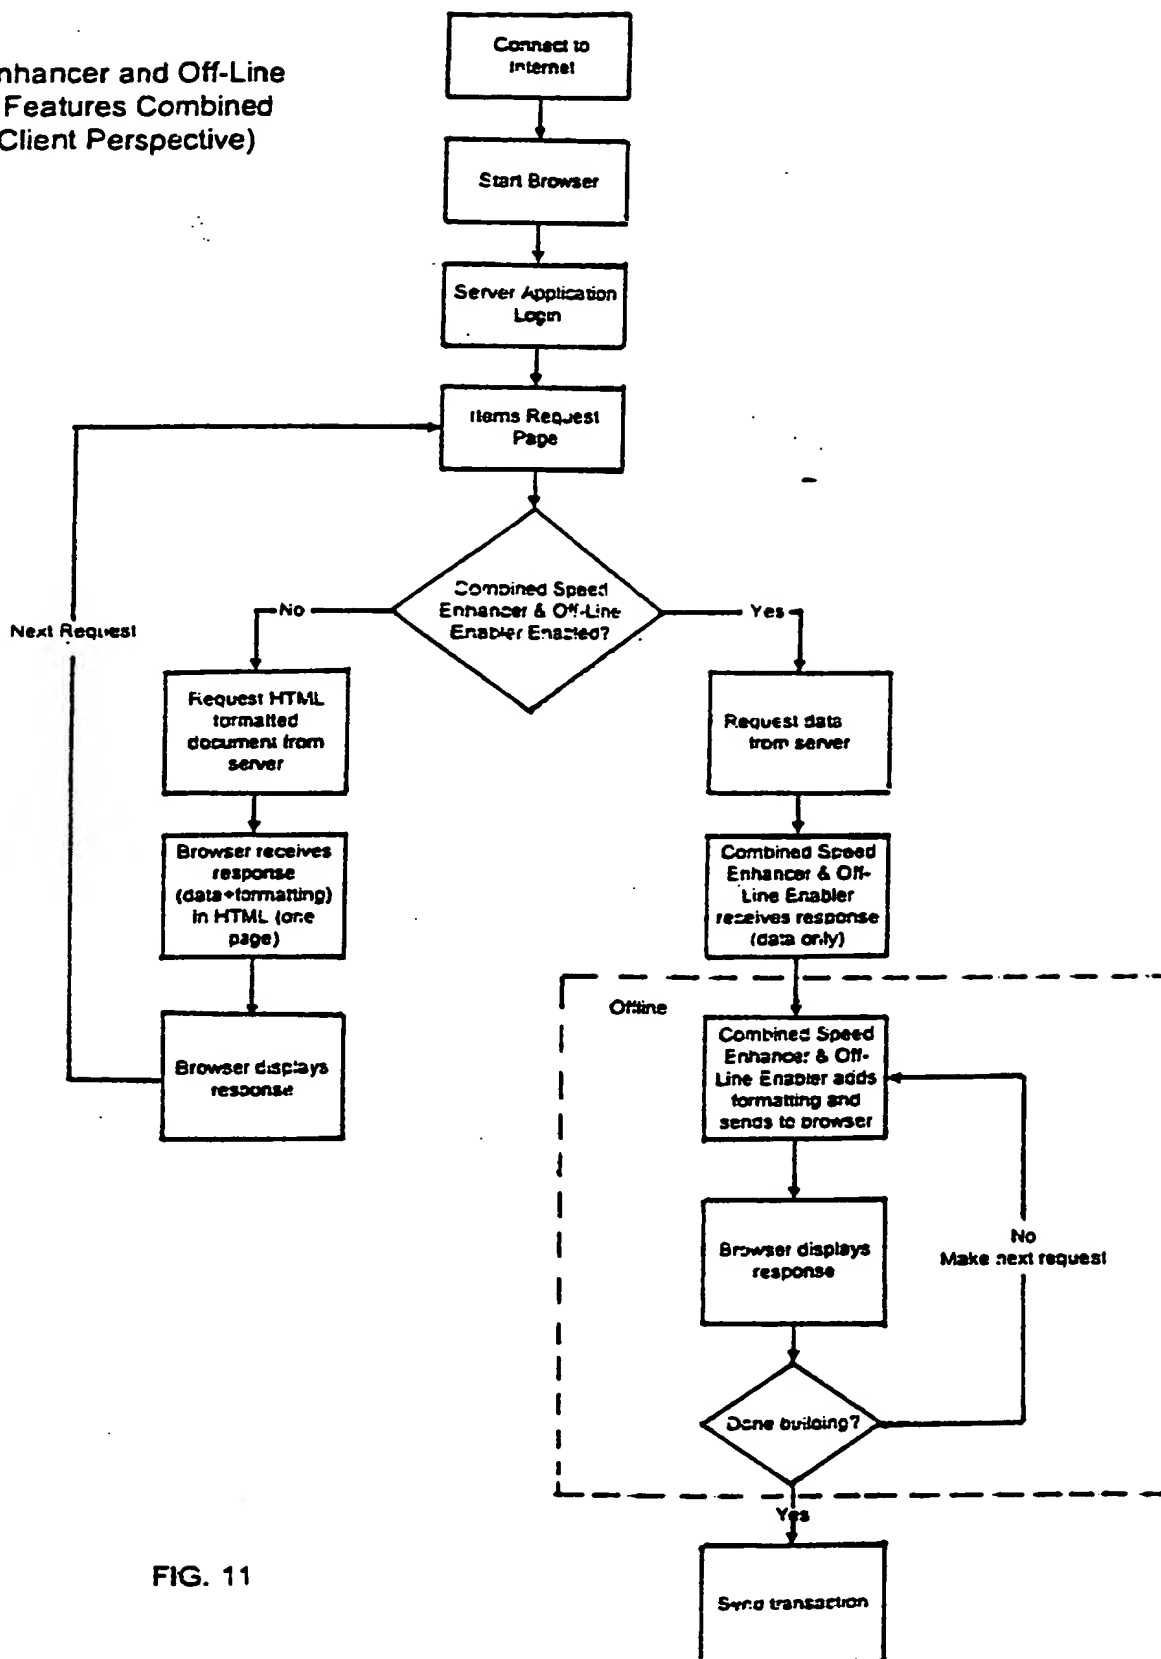 nhancer and Off-Line
Features Combined
Client Perspective)
Connect to
Internet
Start Browser
Server Application
Login
Items Request
Page
Combined Speed
Enhancer & Off-Line
Enabler Enabled?
No
Yes
Next Request
Request HTML
formatted
document from
server
Request data
from server
Browser receives
response
(data+formatting)
in HTML (one
page)
Combined Speed
Enhancer & Off-
Line Enabler
receives response
(data only)
Offline
Browser displays
response
Combined Speed
Enhancer & Off-
Line Enabler adds
formatting and
sends to browser
Browser displays
response
No
Make next request
Done building?
Yes
Send transaction
FIG. 11